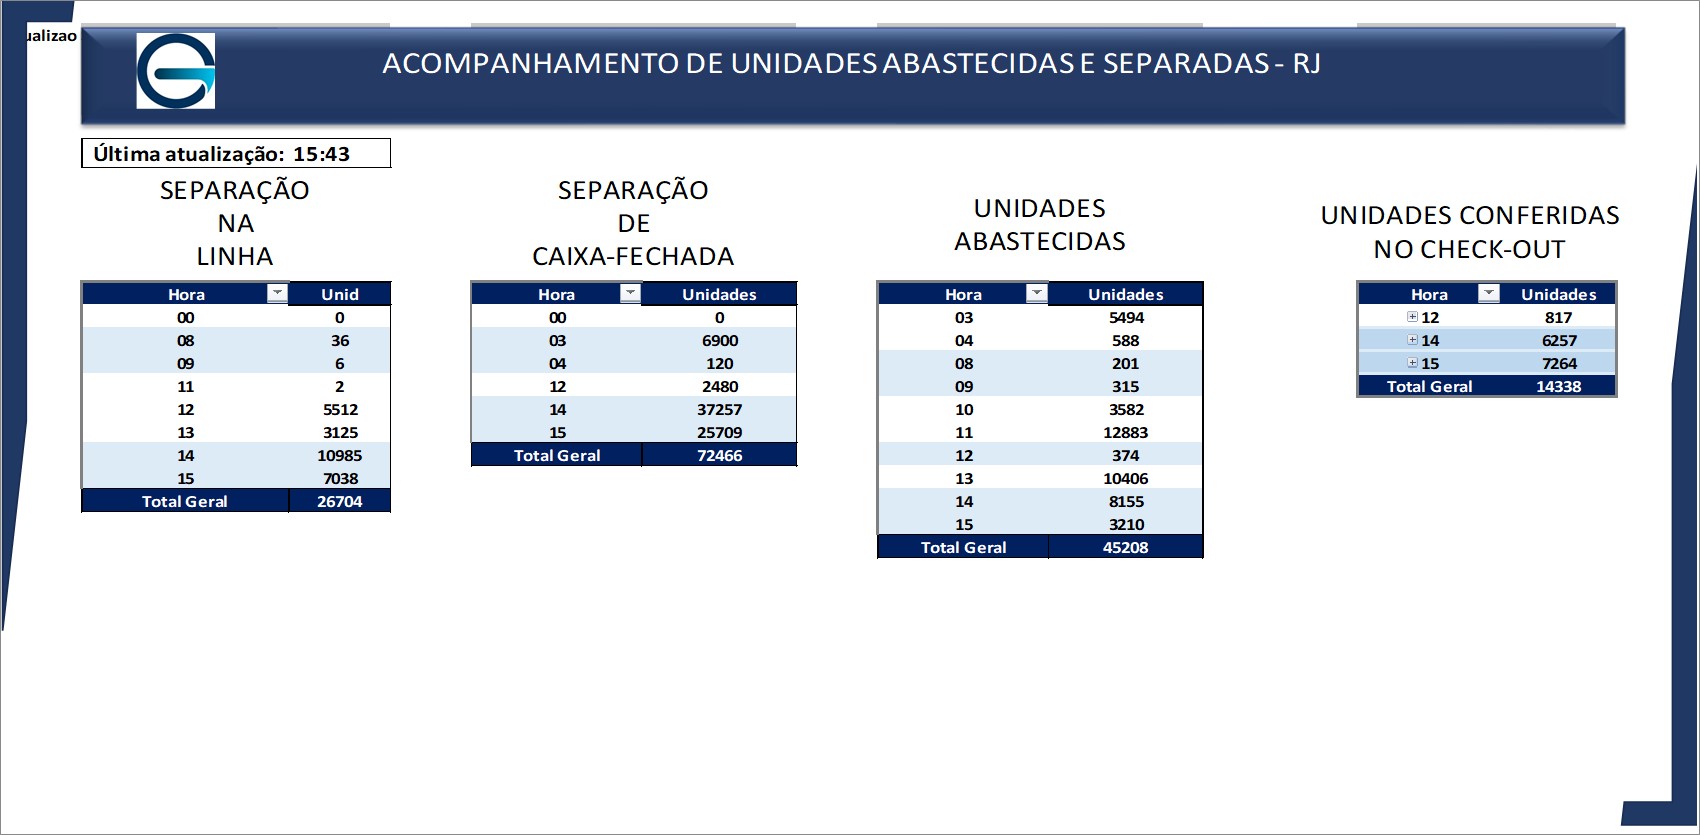 ualizao
ACOMPANHAMENTO DE UNIDADES ABASTECIDAS E SEPARADAS - RJ
Última atualização: 15:43
SEPARAÇÃO
NA
LINHA
Hora Unid
00 0
08 36
09 6
11 2
12 5512
13 3125
14 10985
15 7038
Total Geral 26704
SEPARAÇÃO
DE
CAIXA-FECHADA
Hora Unidades
00 0
03 6900
04 120
12 2480
14 37257
15 25709
Total Geral 72466
UNIDADES
ABASTECIDAS
Hora Unidades
03 5494
04 588
08 201
09 315
10 3582
11 12883
12 374
13 10406
14 8155
15 3210
Total Geral 45208
UNIDADES CONFERIDAS
NO CHECK-OUT
Hora Unidades
12 817
14 6257
15 7264
Total Geral 14338